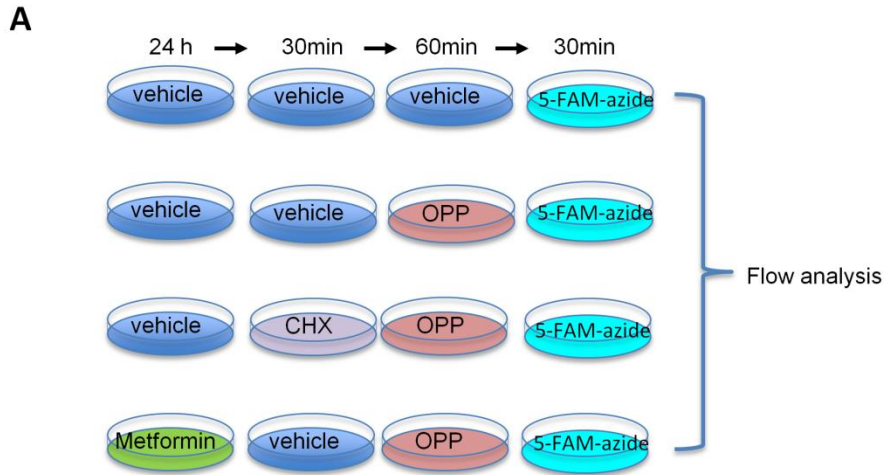 A
24 h → 30min → 60min → 30min
vehicle vehicle vehicle 5-FAM-azide
vehicle vehicle OPP 5-FAM-azide
Flow analysis
vehicle CHX OPP 5-FAM-azide
Metformin vehicle OPP 5-FAM-azide